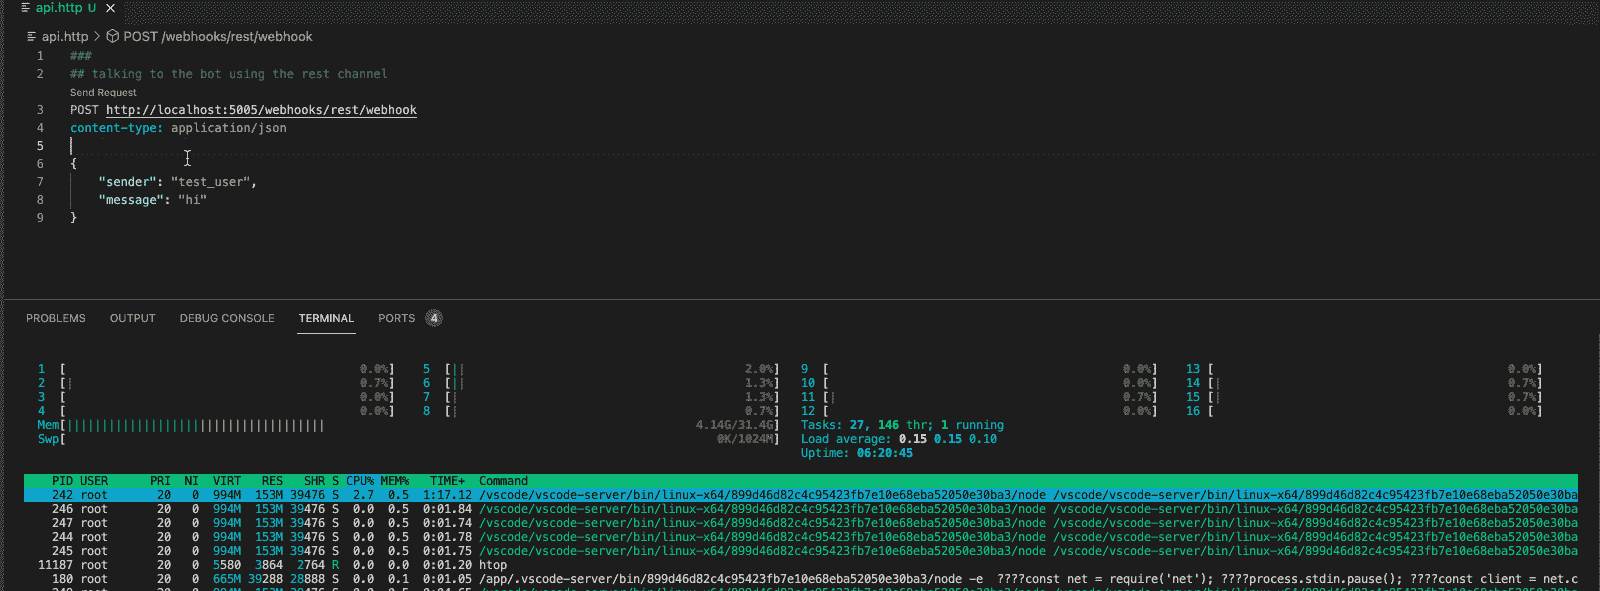 api.http U
api.http > POST /webhooks/rest/webhook
1 ###
2 ## talking to the bot using the rest channel
Send Request
3 POST http://localhost:5005/webhooks/rest/webhook
4 content-type: application/json
5
6 {
7 "sender": "test_user",
8 "message": "hi"
9 }
PROBLEMS OUTPUT DEBUG CONSOLE TERMINAL PORTS 4
1 [ 0.0%] 5 [|| 2.0%] 9 [ 0.0%] 13 [ 0.0%]
2 [| 0.7%] 6 [|| 1.3%] 10 [ 0.0%] 14 [| 0.7%]
3 [ 0.0%] 7 [| 1.3%] 11 [| 0.7%] 15 [| 0.7%]
4 [ 0.0%] 8 [| 0.7%] 12 [ 0.0%] 16 [ 0.0%]
Mem[||||||||||||||||||||||||||||||||||||| 4.14G/31.4G] Tasks: 27, 146 thr; 1 running
Swp[ 0K/1024M] Load average: 0.15 0.15 0.10
Uptime: 06:20:45
PID USER PRI NI VIRT RES SHR S CPU% MEM% TIME+ Command
242 root 20 0 994M 153M 39476 S 2.7 0.5 1:17.12 /vscode/vscode-server/bin/linux-x64/899d46d82c4c95423fb7e10e68eba52050e30ba3/node /vscode/vscode-server/bin/linux-x64/899d46d82c4c95423fb7e10e68eba52050e30ba
246 root 20 0 994M 153M 39476 S 0.0 0.5 0:01.84 /vscode/vscode-server/bin/linux-x64/899d46d82c4c95423fb7e10e68eba52050e30ba3/node /vscode/vscode-server/bin/linux-x64/899d46d82c4c95423fb7e10e68eba52050e30ba
247 root 20 0 994M 153M 39476 S 0.0 0.5 0:01.74 /vscode/vscode-server/bin/linux-x64/899d46d82c4c95423fb7e10e68eba52050e30ba3/node /vscode/vscode-server/bin/linux-x64/899d46d82c4c95423fb7e10e68eba52050e30ba
244 root 20 0 994M 153M 39476 S 0.0 0.5 0:01.78 /vscode/vscode-server/bin/linux-x64/899d46d82c4c95423fb7e10e68eba52050e30ba3/node /vscode/vscode-server/bin/linux-x64/899d46d82c4c95423fb7e10e68eba52050e30ba
245 root 20 0 994M 153M 39476 S 0.0 0.5 0:01.75 /vscode/vscode-server/bin/linux-x64/899d46d82c4c95423fb7e10e68eba52050e30ba3/node /vscode/vscode-server/bin/linux-x64/899d46d82c4c95423fb7e10e68eba52050e30ba
11187 root 20 0 5580 3864 2764 R 0.0 0.0 0:01.20 htop
180 root 20 0 665M 39288 28888 S 0.0 0.1 0:01.05 /app/.vscode-server/bin/899d46d82c4c95423fb7e10e68eba52050e30ba3/node -e ????const net = require('net'); ????process.stdin.pause(); ????const client = net.c